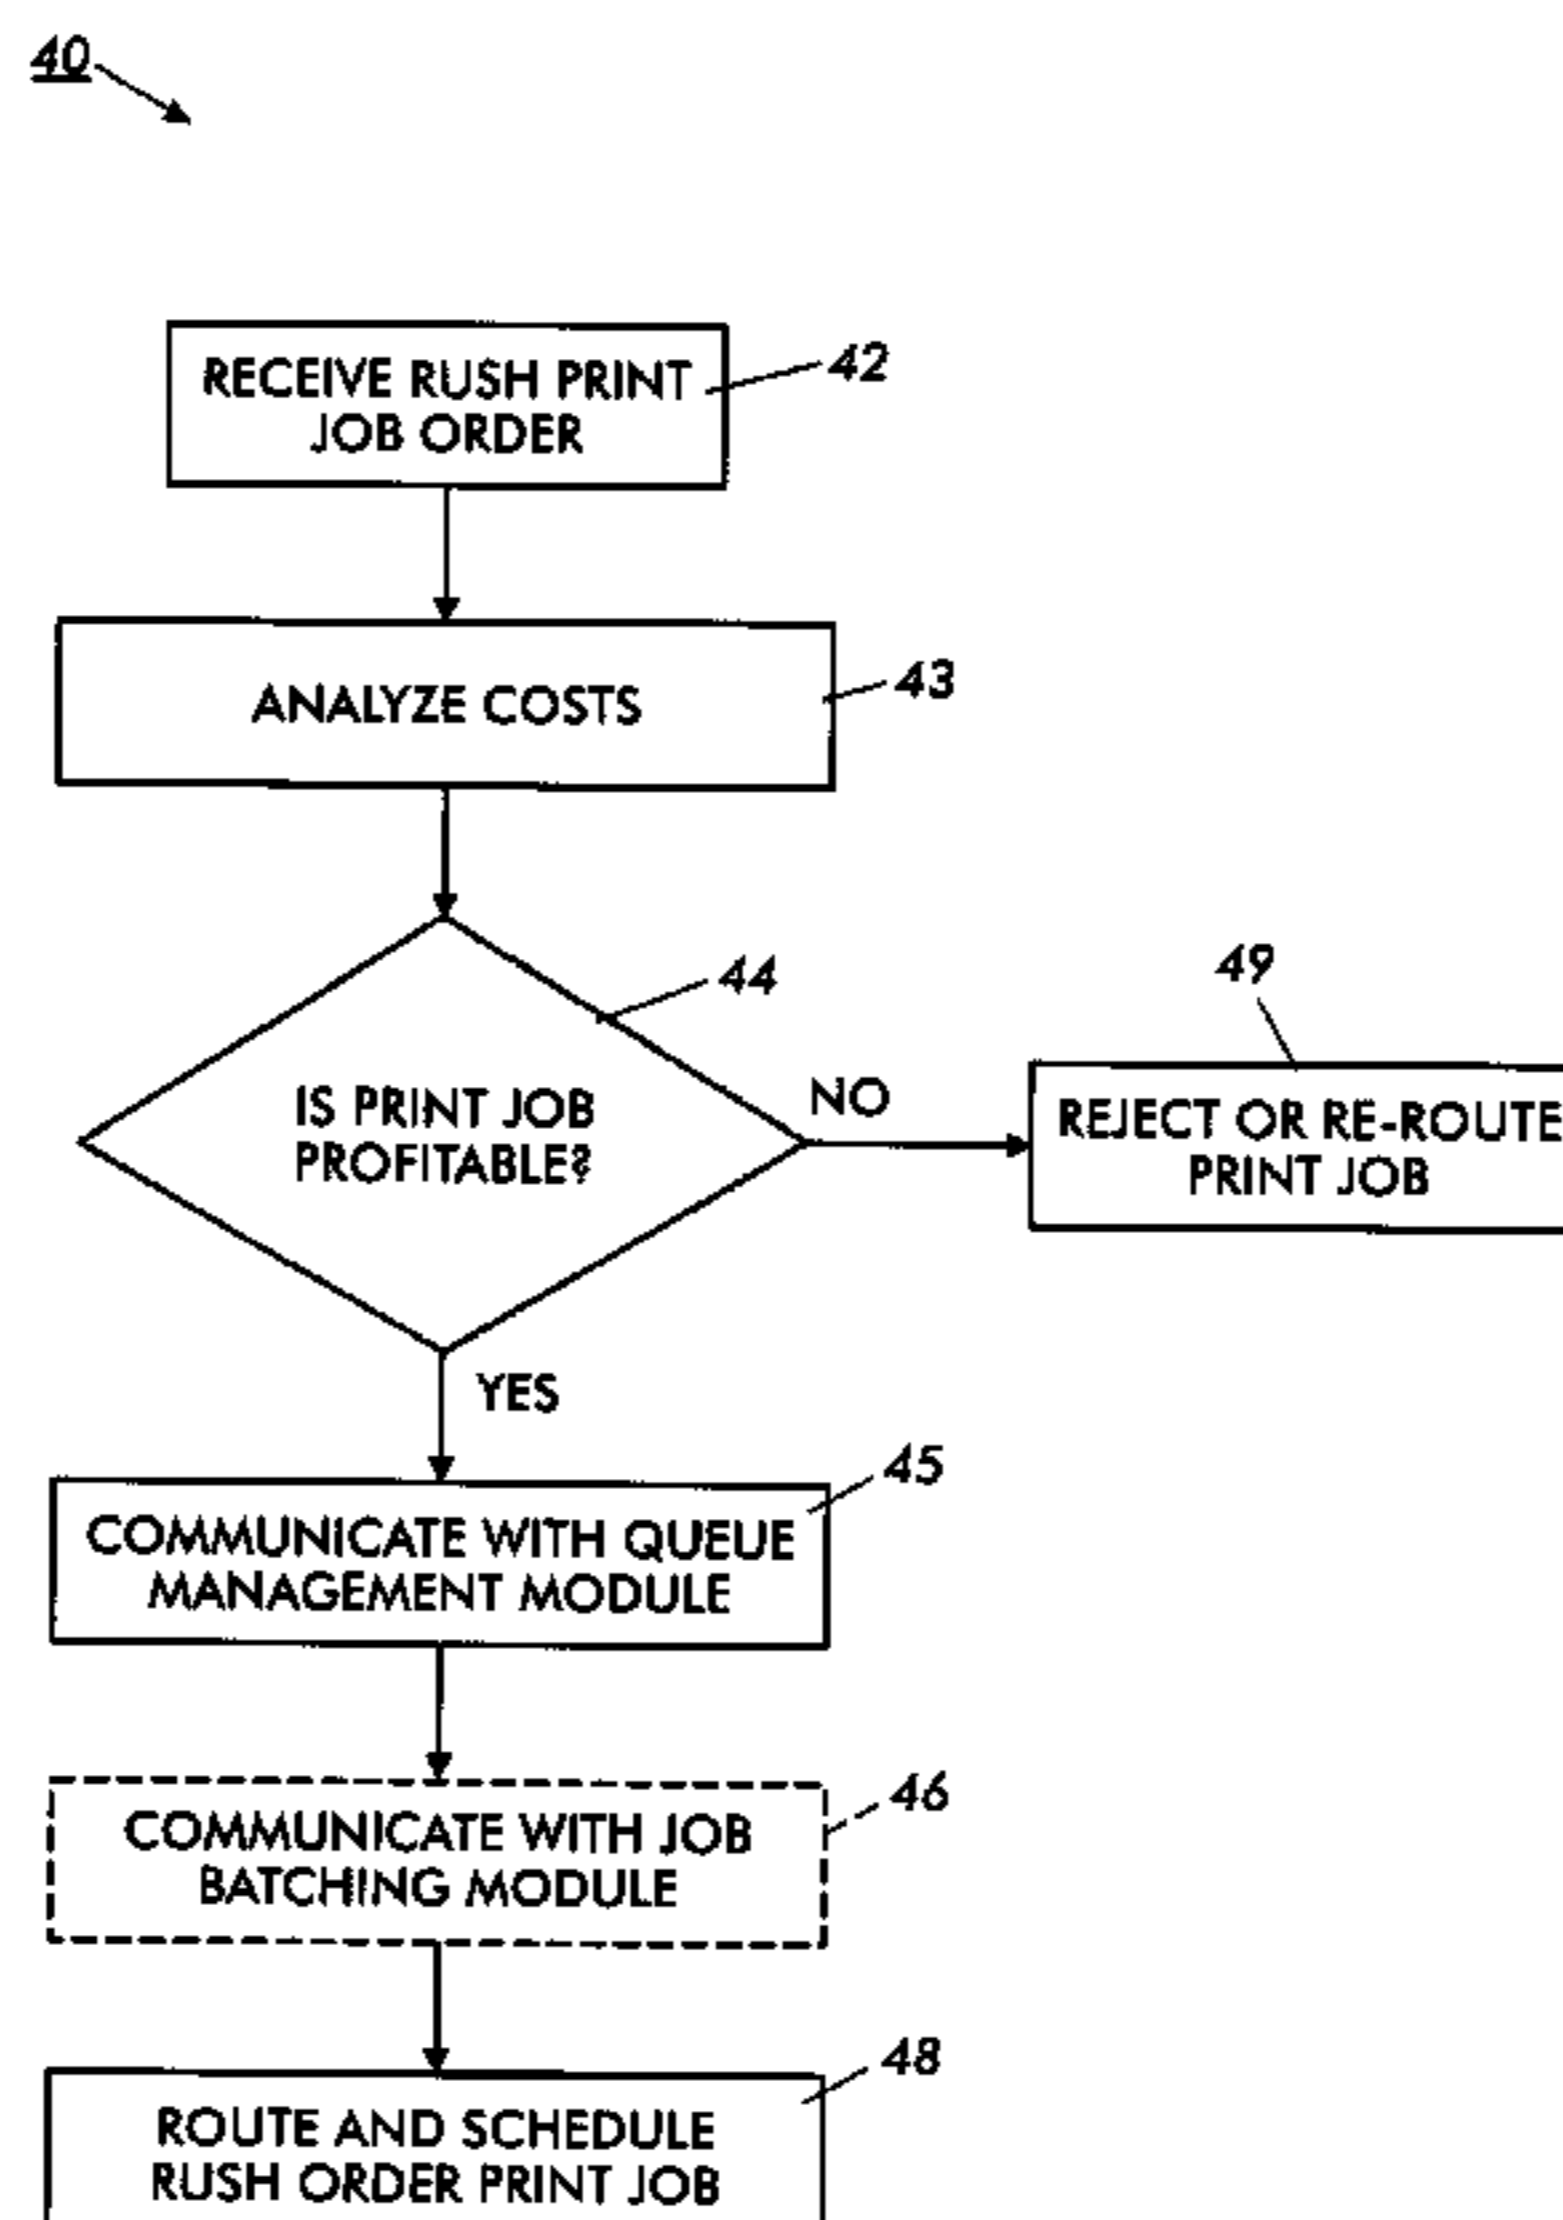 40
RECEIVE RUSH PRINT
JOB ORDER
42
ANALYZE COSTS
43
44
IS PRINT JOB
PROFITABLE?
NO
49
REJECT OR RE-ROUTE
PRINT JOB
YES
45
COMMUNICATE WITH QUEUE
MANAGEMENT MODULE
46
COMMUNICATE WITH JOB
BATCHING MODULE
48
ROUTE AND SCHEDULE
RUSH ORDER PRINT JOB